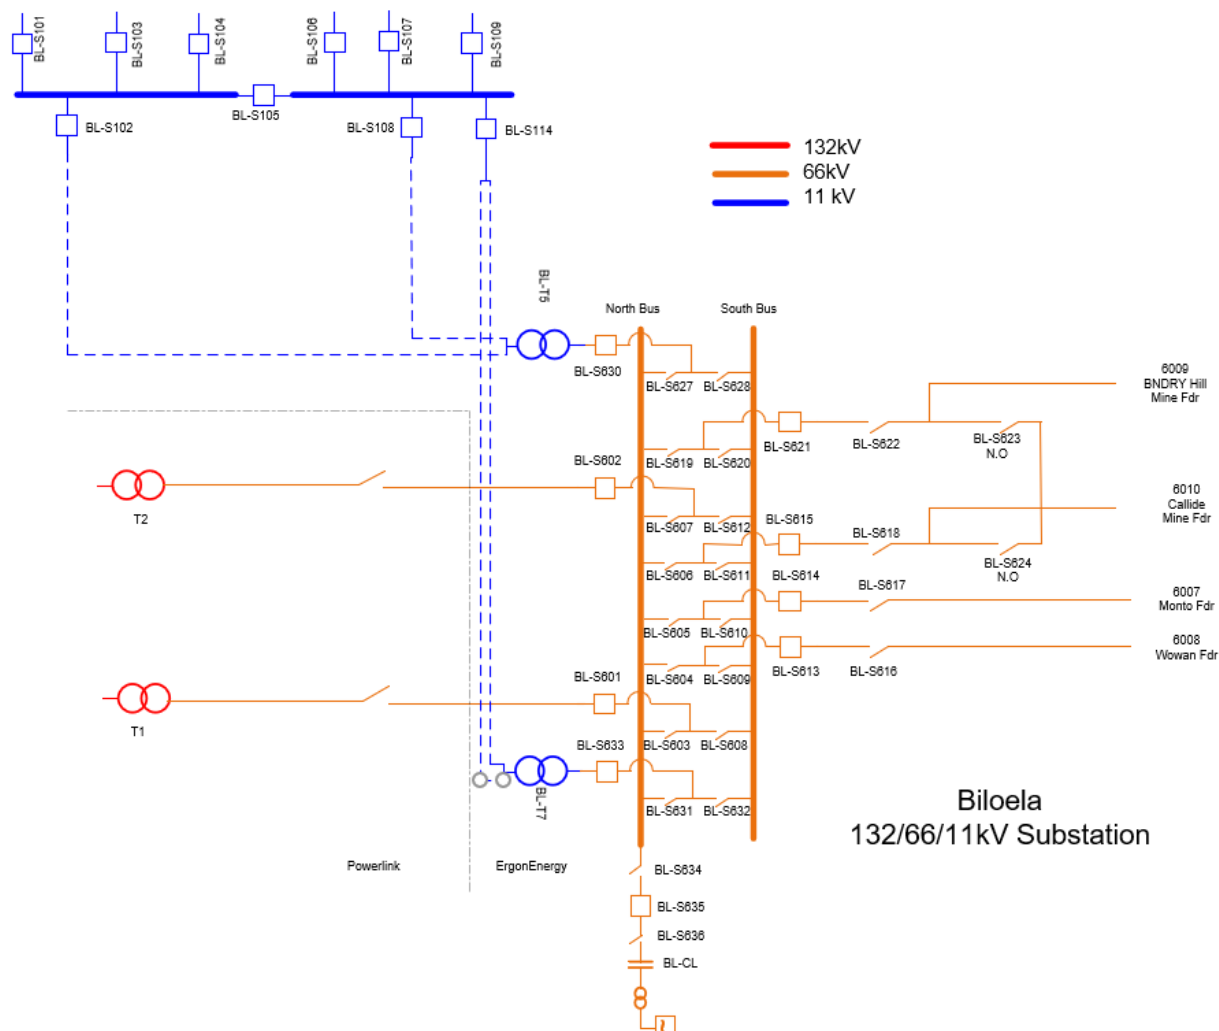 BL-S101
BL-S103
BL-S104
BL-S106
BL-S107
BL-S109
BL-S105
BL-S102
BL-S108
BL-S114
132kV
66kV
11 kV
BL-T5
North Bus
South Bus
BL-S630
BL-S627
BL-S628
6009
BNDRY Hill
Mine Fdr
BL-S621
BL-S622
BL-S623
N.O
BL-S602
BL-S619
BL-S620
T2
6010
Callide
Mine Fdr
BL-S615
BL-S607
BL-S612
BL-S618
BL-S606
BL-S611
BL-S614
BL-S624
N.O
BL-S617
6007
Monto Fdr
BL-S605
BL-S610
6008
Wowan Fdr
BL-S604
BL-S609
BL-S613
BL-S616
BL-S601
T1
BL-S603
BL-S608
BL-S633
BL-T7
BL-S631
BL-S632
Biloela
132/66/11kV Substation
Powerlink
ErgonEnergy
BL-S634
BL-S635
BL-S636
BL-CL